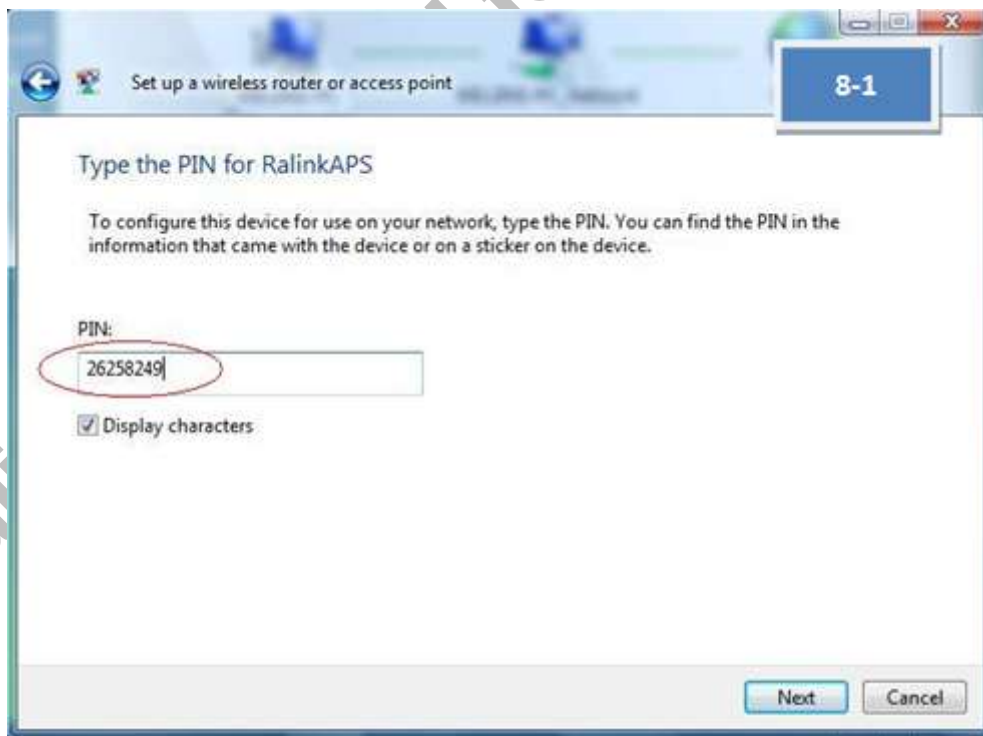 Set up a wireless router or access point
8-1
Type the PIN for RalinkAPS
To configure this device for use on your network, type the PIN. You can find the PIN in the
information that came with the device or on a sticker on the device.
PIN:
26258249
Display characters
Next
Cancel